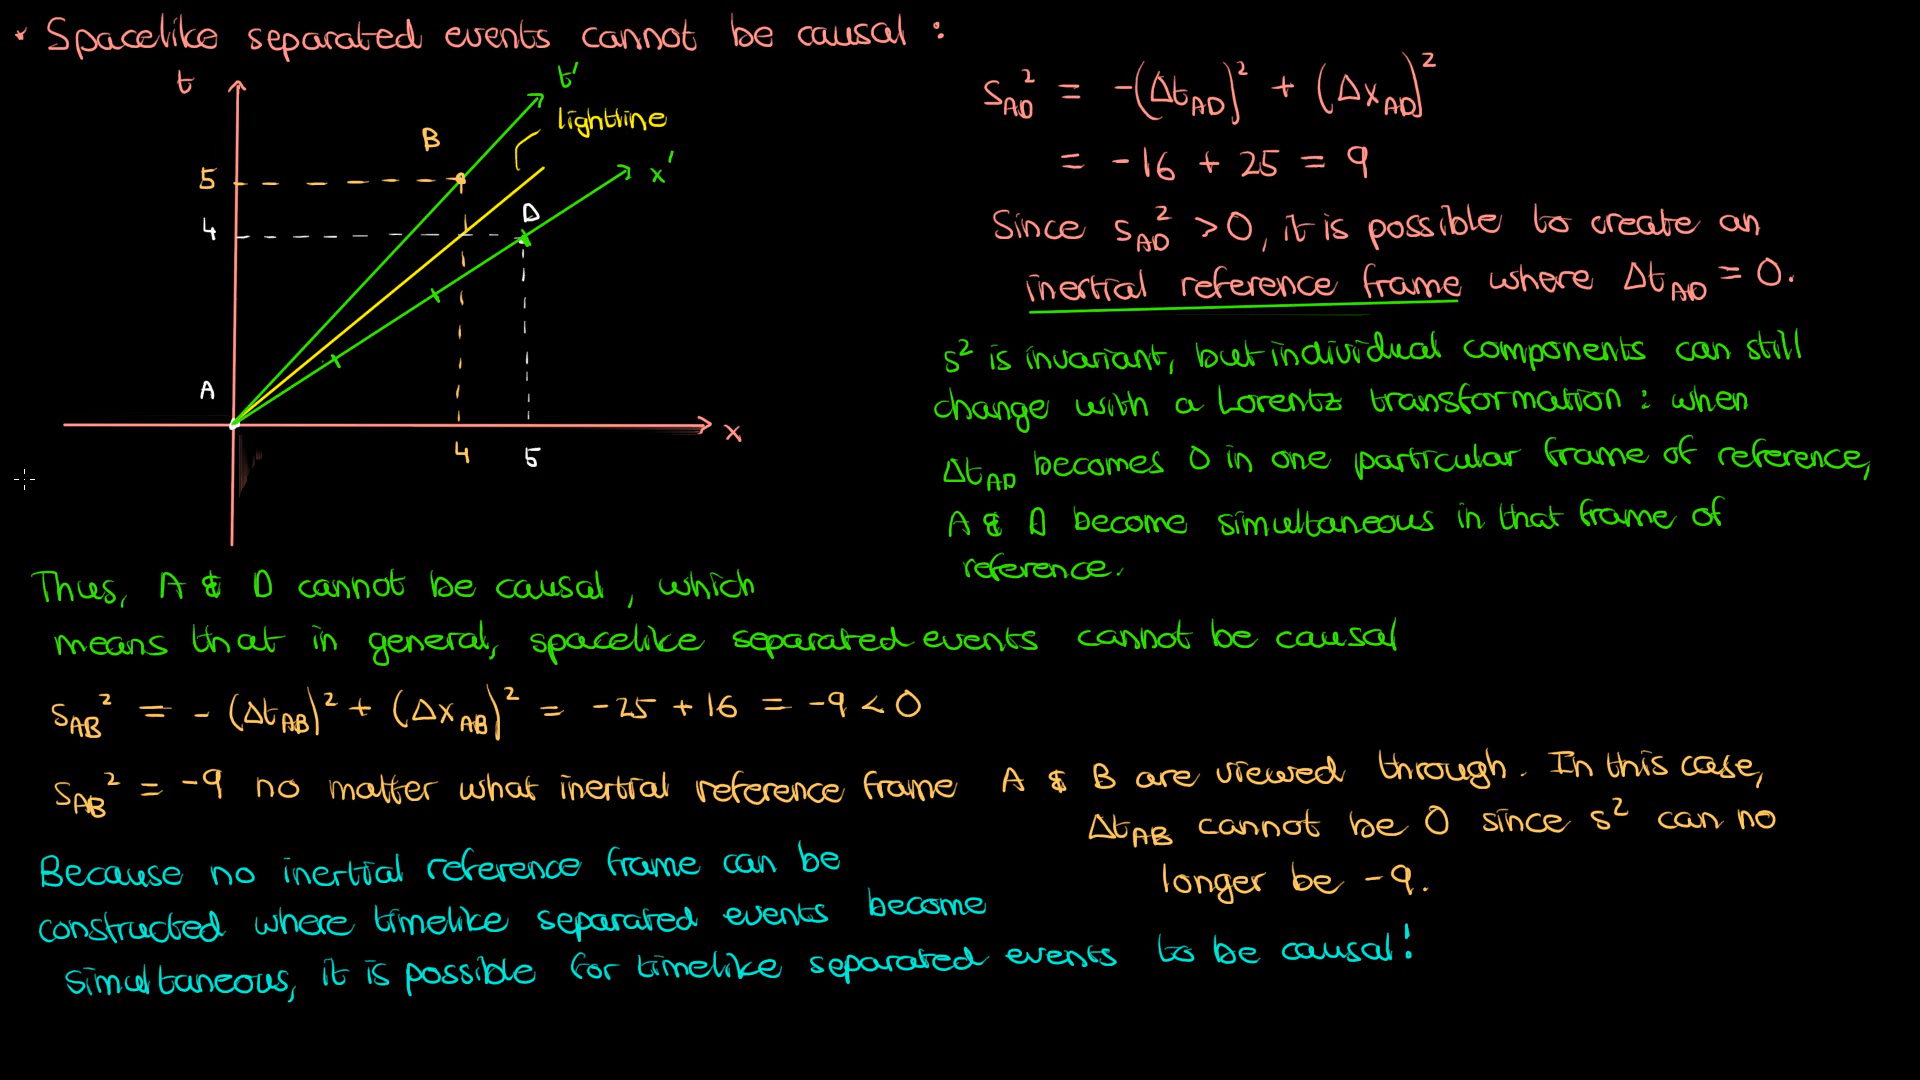 * Spacelike separated events cannot be causal :
t
t'
lightline
B
x'
5
D
4
A
x
4
5
s_AD² = -(Δt_AD)² + (Δx_AD)²
= -16 + 25 = 9
Since s_AD² > 0, it is possible to create an
inertial reference frame where Δt_AD = 0.
s² is invariant, but individual components can still
change with a Lorentz transformation : when
Δt_AD becomes 0 in one particular frame of reference,
A & D become simultaneous in that frame of
reference.
Thus, A & D cannot be causal, which
means that in general, spacelike separated events cannot be causal
s_AB² = -(Δt_AB)² + (Δx_AB)² = -25 + 16 = -9 < 0
s_AB² = -9 no matter what inertial reference frame A & B are viewed through. In this case,
Δt_AB cannot be 0 since s² can no
longer be -9.
Because no inertial reference frame can be
constructed where timelike separated events become
simultaneous, it is possible for timelike separated events to be causal!